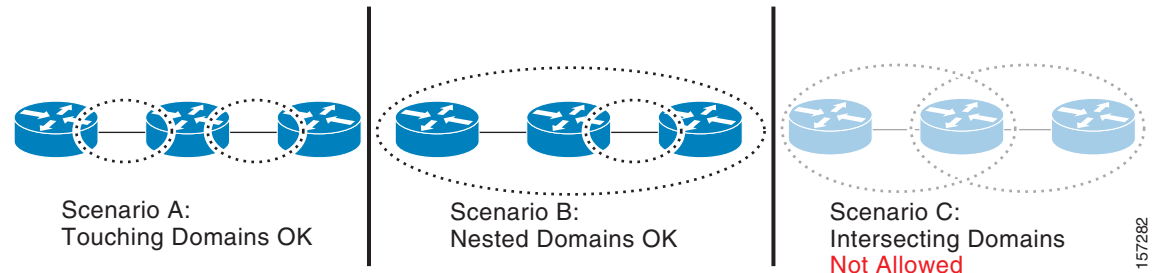 Scenario A:
Touching Domains OK
Scenario B:
Nested Domains OK
Scenario C:
Intersecting Domains
Not Allowed
157282